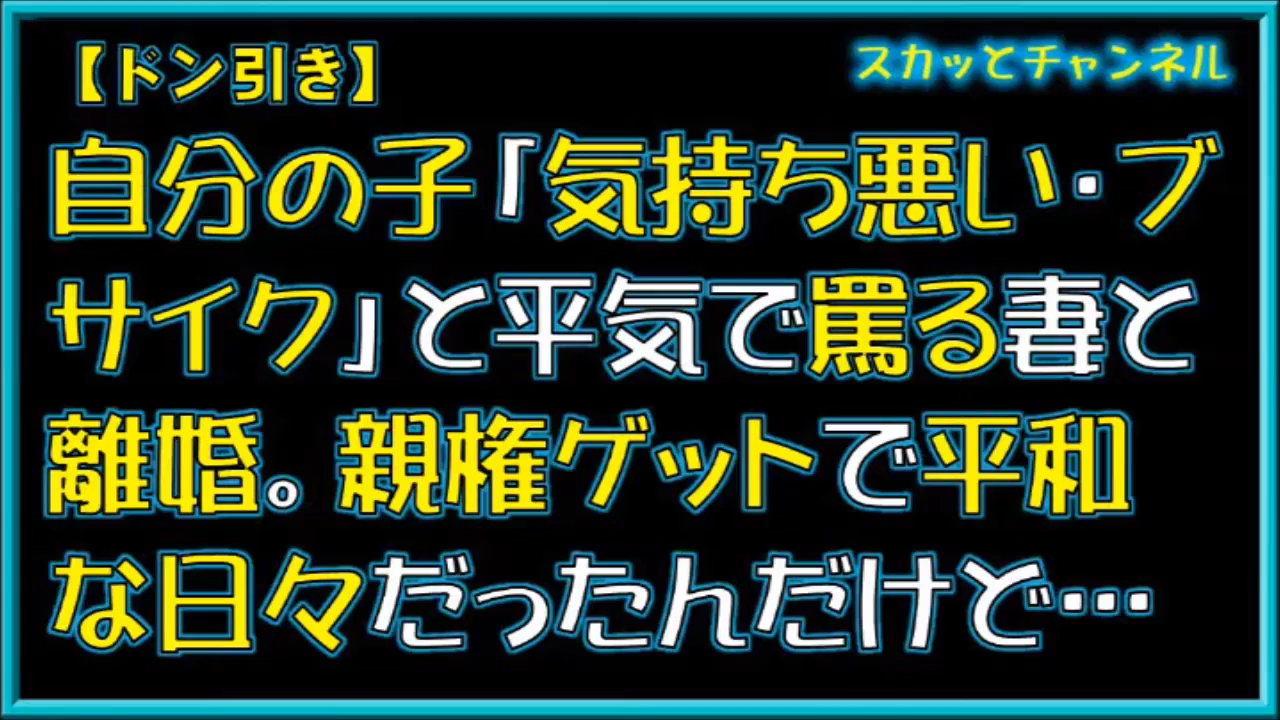 【ドン引き】
スカッとチャンネル
自分の子「気持ち悪い・ブ
サイク」と平気で罵る妻と
離婚。親権ゲットで平和
な日々だったんだけど…